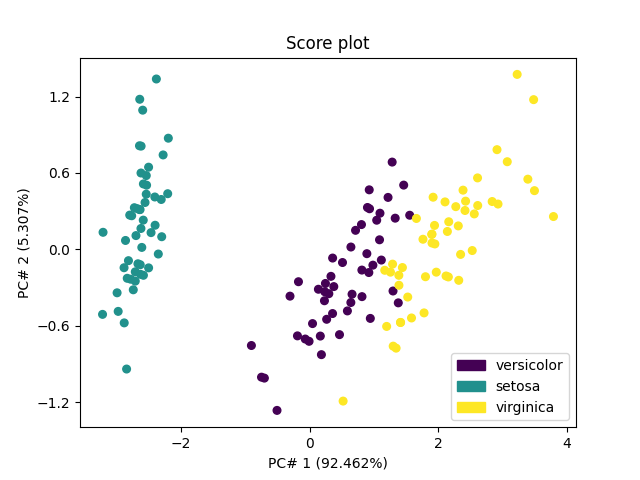 Score plot
1.2
0.6
0.0
−0.6
−1.2
PC# 2 (5.307%)
versicolor
setosa
virginica
−2
0
2
4
PC# 1 (92.462%)